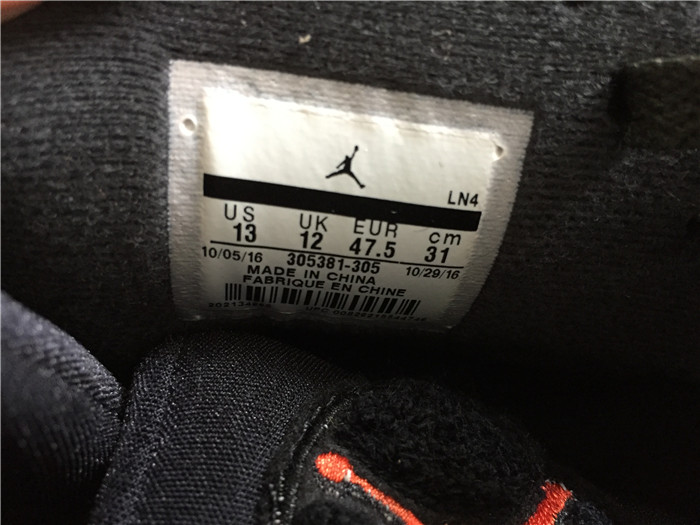 LN4
US UK EUR cm
13 12 47.5 31
10/05/16 305381-305 10/29/16
MADE IN CHINA
FABRIQUE EN CHINE